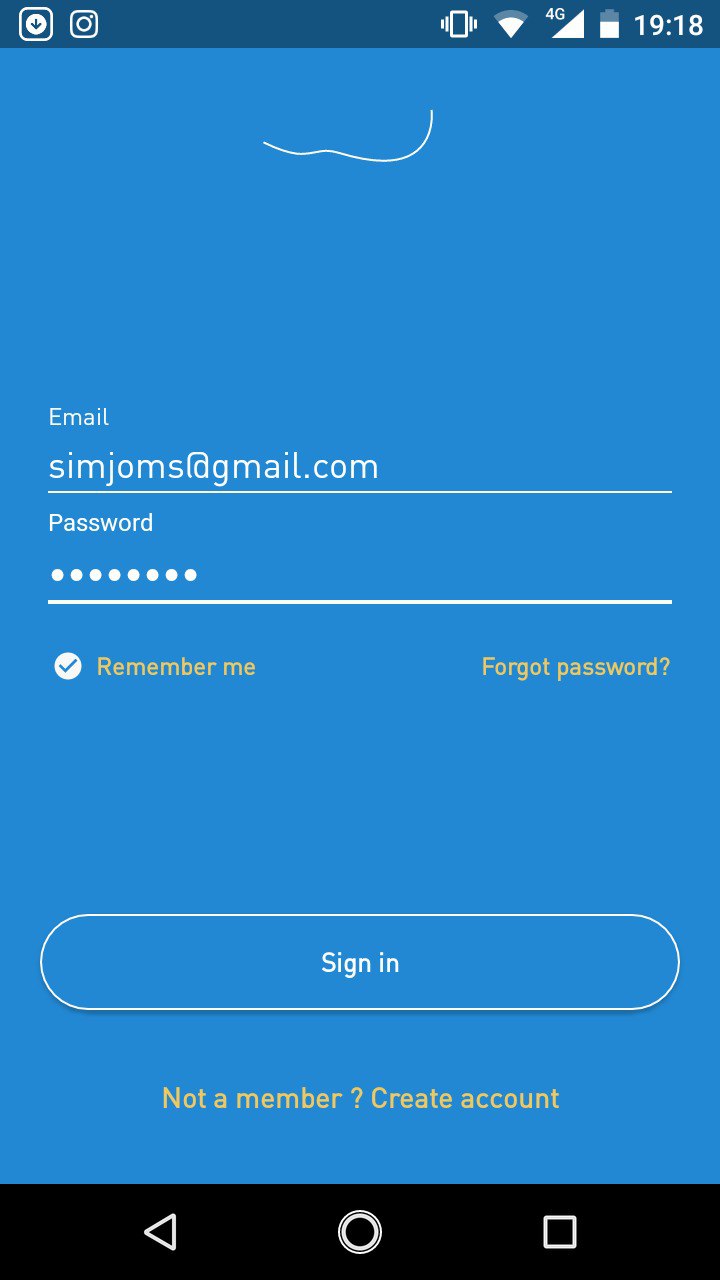 4G 19:18
Email
simjoms@gmail.com
Password
••••••••
Remember me Forgot password?
Sign in
Not a member ? Create account